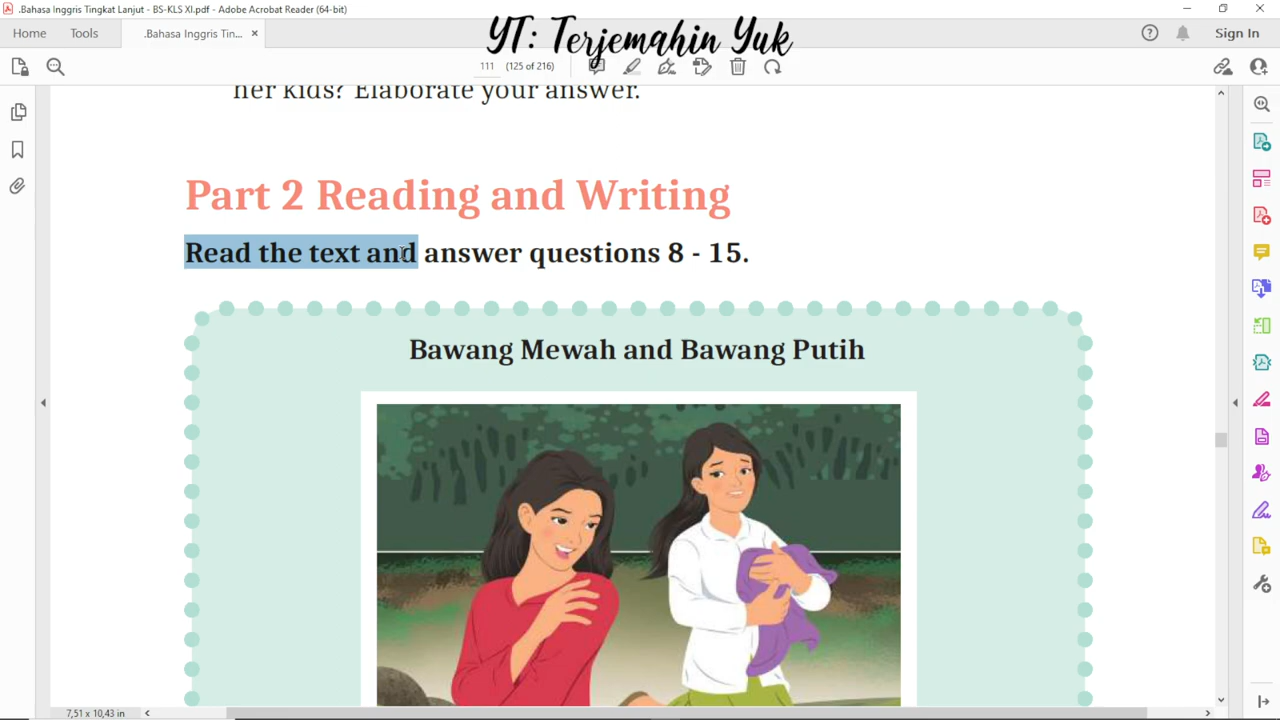 .Bahasa Inggris Tingkat Lanjut - BS-KLS XI.pdf - Adobe Acrobat Reader (64-bit)
YT: Terjemahin Yuk
Home Tools .Bahasa Inggris Tin... Sign In
111 (125 of 216)
her kids? Elaborate your answer.
Part 2 Reading and Writing
Read the text and answer questions 8 - 15.
Bawang Mewah and Bawang Putih
7,51 x 10,43 in